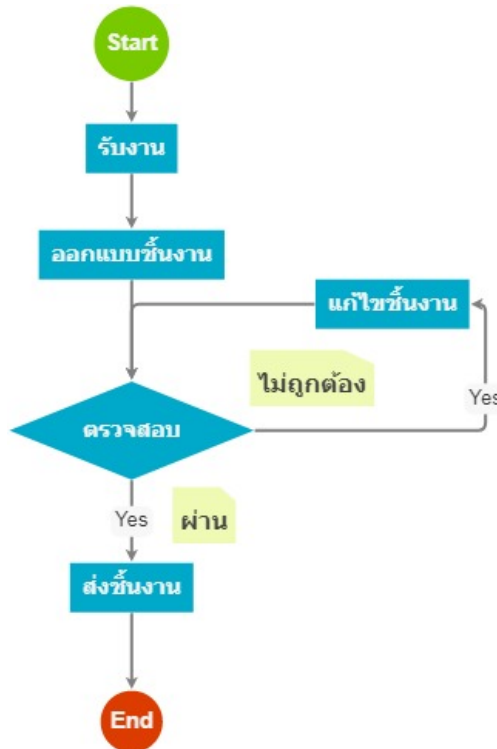 Start
รับงาน
ออกแบบชิ้นงาน
แก้ไขชิ้นงาน
ไม่ถูกต้อง
Yes
ตรวจสอบ
Yes
ผ่าน
ส่งชิ้นงาน
End